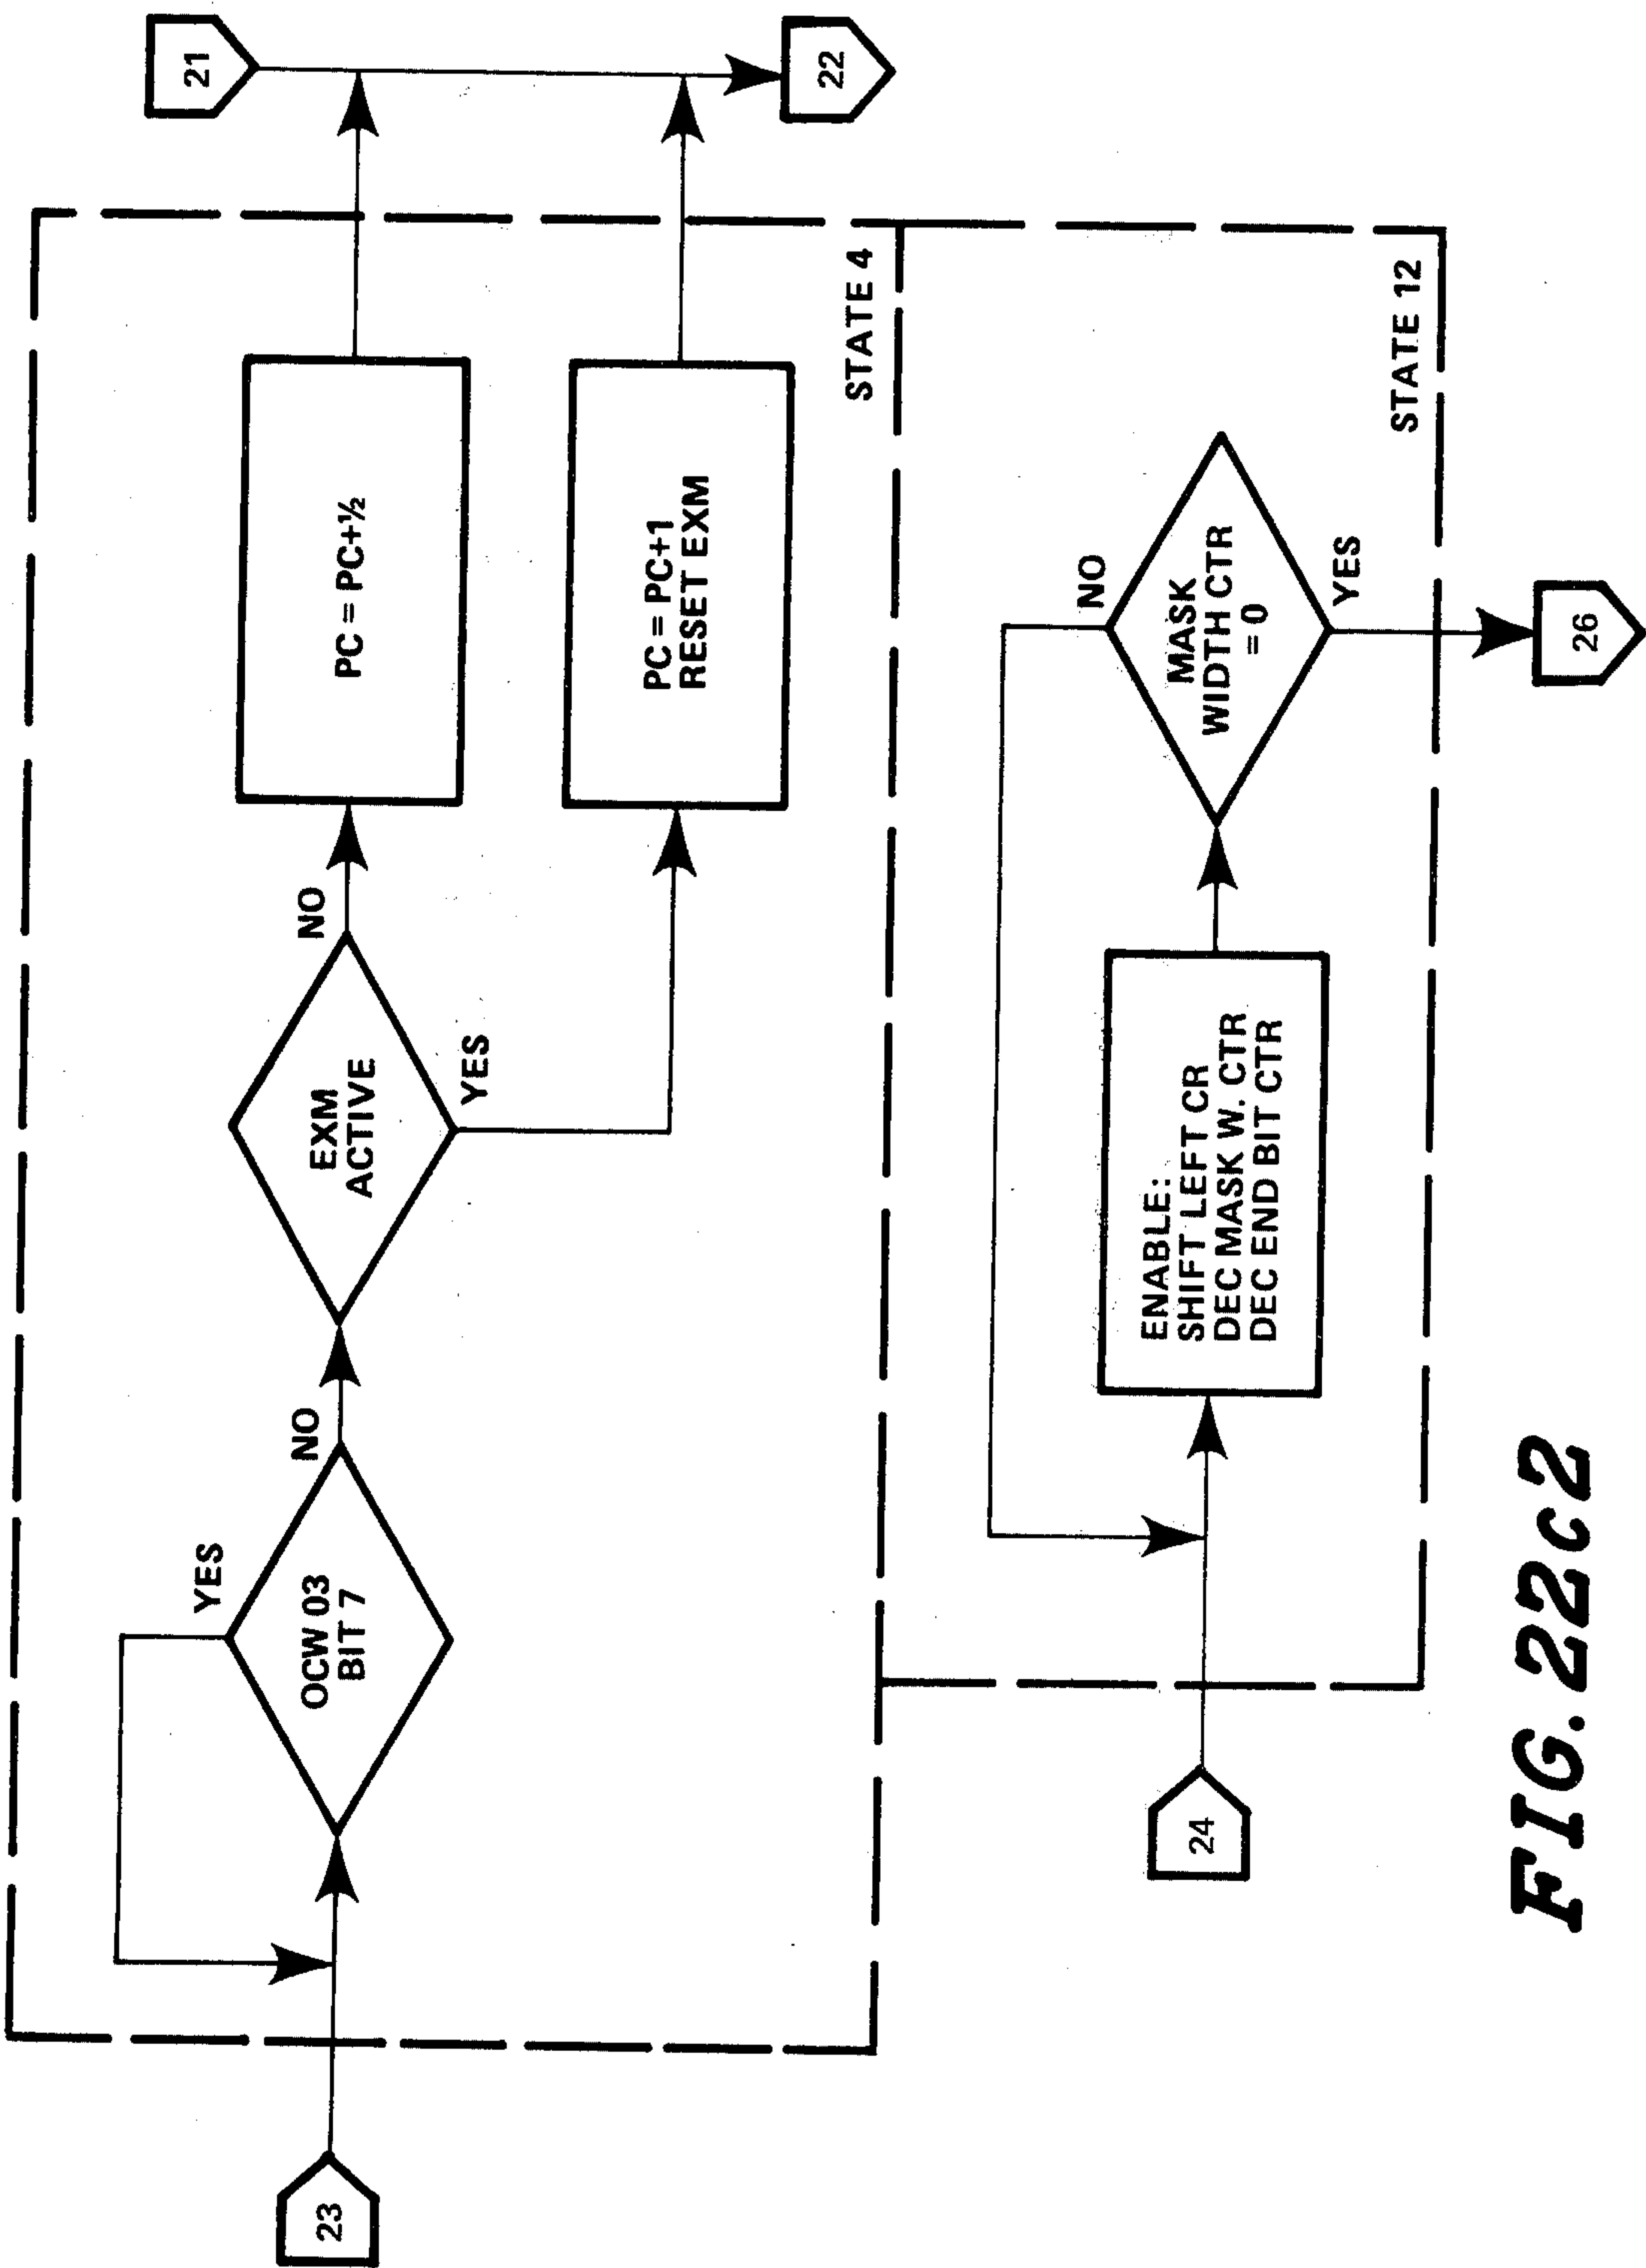 21
23
YES
OCW 03
BIT 7
NO
EXM
ACTIVE
NO
YES
PC = PC+½
PC = PC+1
RESET EXM
22
STATE 4
24
ENABLE:
SHIFT LEFT CR
DEC MASK W. CTR
DEC END BIT CTR
MASK
WIDTH CTR
= 0
NO
YES
STATE 12
26
FIG. 22c2